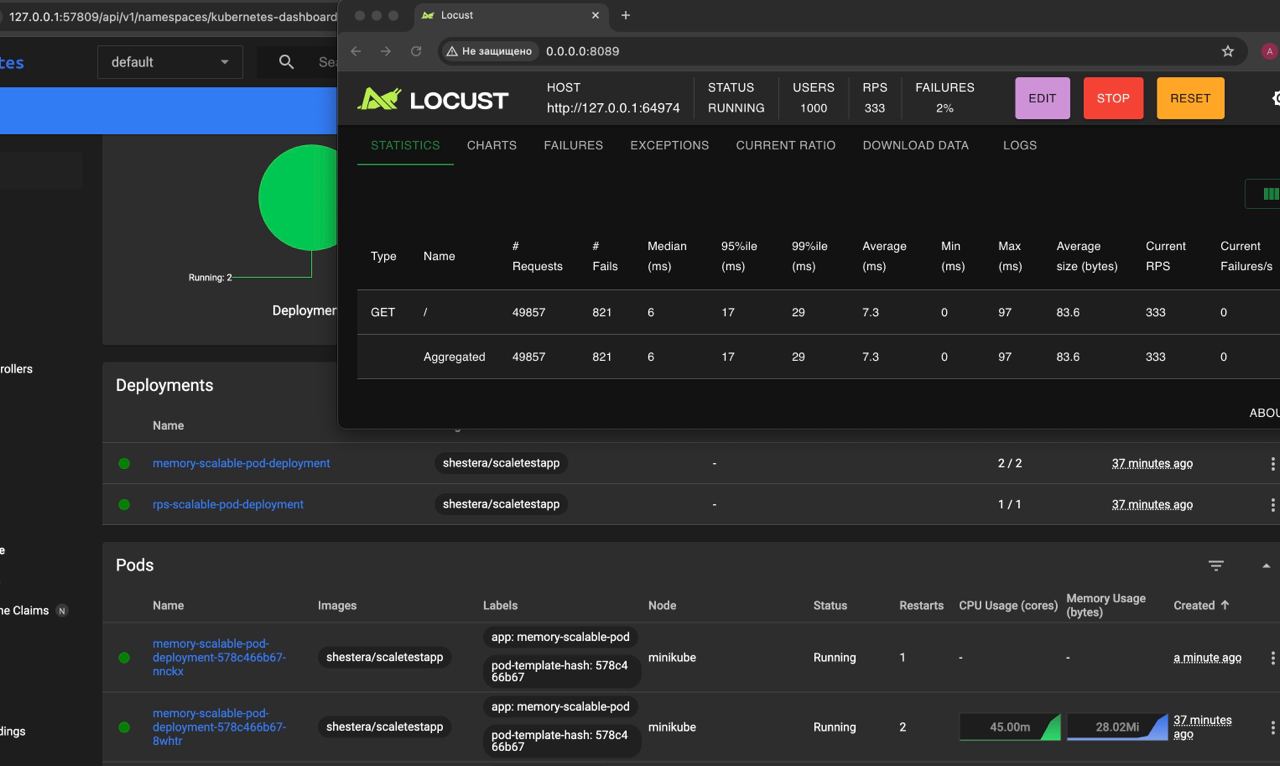 127.0.0.1:57809/api/v1/namespaces/kubernetes-dashboard
Locust
Не защищено 0.0.0.0:8089
default
LOCUST
HOST
http://127.0.0.1:64974
STATUS
RUNNING
USERS
1000
RPS
333
FAILURES
2%
EDIT
STOP
RESET
STATISTICS CHARTS FAILURES EXCEPTIONS CURRENT RATIO DOWNLOAD DATA LOGS
Type Name # Requests # Fails Median (ms) 95%ile (ms) 99%ile (ms) Average (ms) Min (ms) Max (ms) Average size (bytes) Current RPS Current Failures/s
GET / 49857 821 6 17 29 7.3 0 97 83.6 333 0
Aggregated 49857 821 6 17 29 7.3 0 97 83.6 333 0
Running: 2
Deployments
Name
memory-scalable-pod-deployment shestera/scaletestapp - 2 / 2 37 minutes ago
rps-scalable-pod-deployment shestera/scaletestapp - 1 / 1 37 minutes ago
Pods
Name Images Labels Node Status Restarts CPU Usage (cores) Memory Usage (bytes) Created
memory-scalable-pod-
deployment-578c466b67-
nnckx
shestera/scaletestapp
app: memory-scalable-pod
pod-template-hash: 578c4
66b67
minikube Running 1 - - a minute ago
memory-scalable-pod-
deployment-578c466b67-
8whtr
shestera/scaletestapp
app: memory-scalable-pod
pod-template-hash: 578c4
66b67
minikube Running 2 45.00m 28.02Mi 37 minutes
ago
Claims N